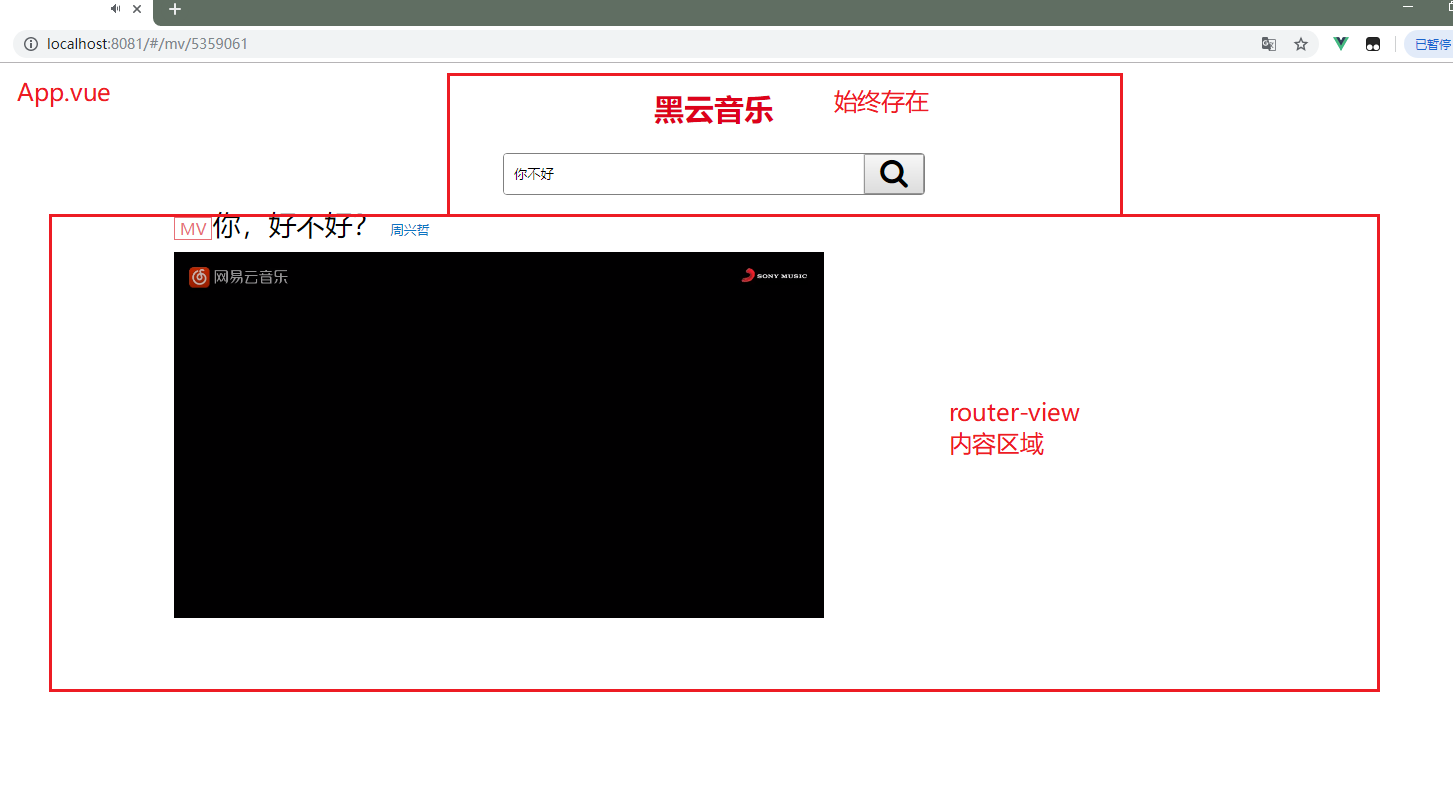 localhost:8081/#/mv/5359061
已暂停
App.vue
黑云音乐
始终存在
你不好
MV 你，好不好？ 周兴哲
网易云音乐
SONY MUSIC
router-view
内容区域